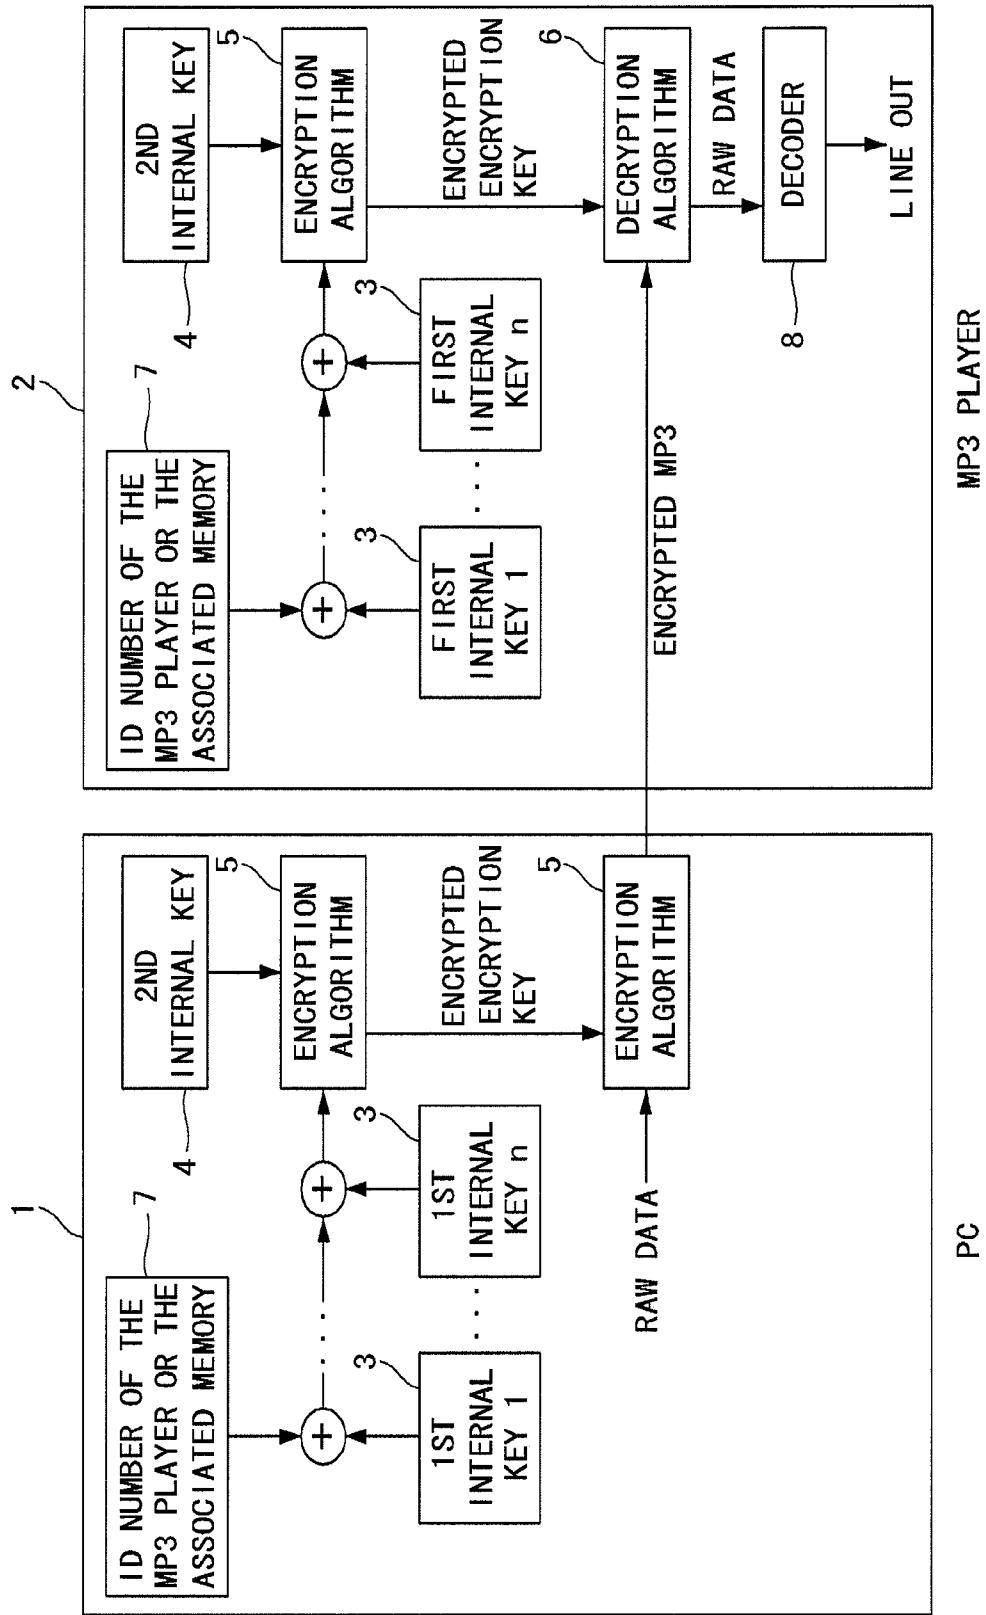 1
7
ID NUMBER OF THE
MP3 PLAYER OR THE
ASSOCIATED MEMORY
4
2ND
INTERNAL KEY
+
. . .
+
5
ENCRYPTION
ALGORITHM
3
1ST
INTERNAL
KEY 1
. . .
3
1ST
INTERNAL
KEY n
ENCRYPTED
ENCRYPTION
KEY
RAW DATA
5
ENCRYPTION
ALGORITHM
PC
2
7
ID NUMBER OF THE
MP3 PLAYER OR THE
ASSOCIATED MEMORY
4
2ND
INTERNAL KEY
+
. . .
+
5
ENCRYPTION
ALGORITHM
3
FIRST
INTERNAL
KEY 1
. . .
3
FIRST
INTERNAL
KEY n
ENCRYPTED
ENCRYPTION
KEY
ENCRYPTED MP3
6
DECRYPTION
ALGORITHM
RAW DATA
8
DECODER
LINE OUT
MP3 PLAYER